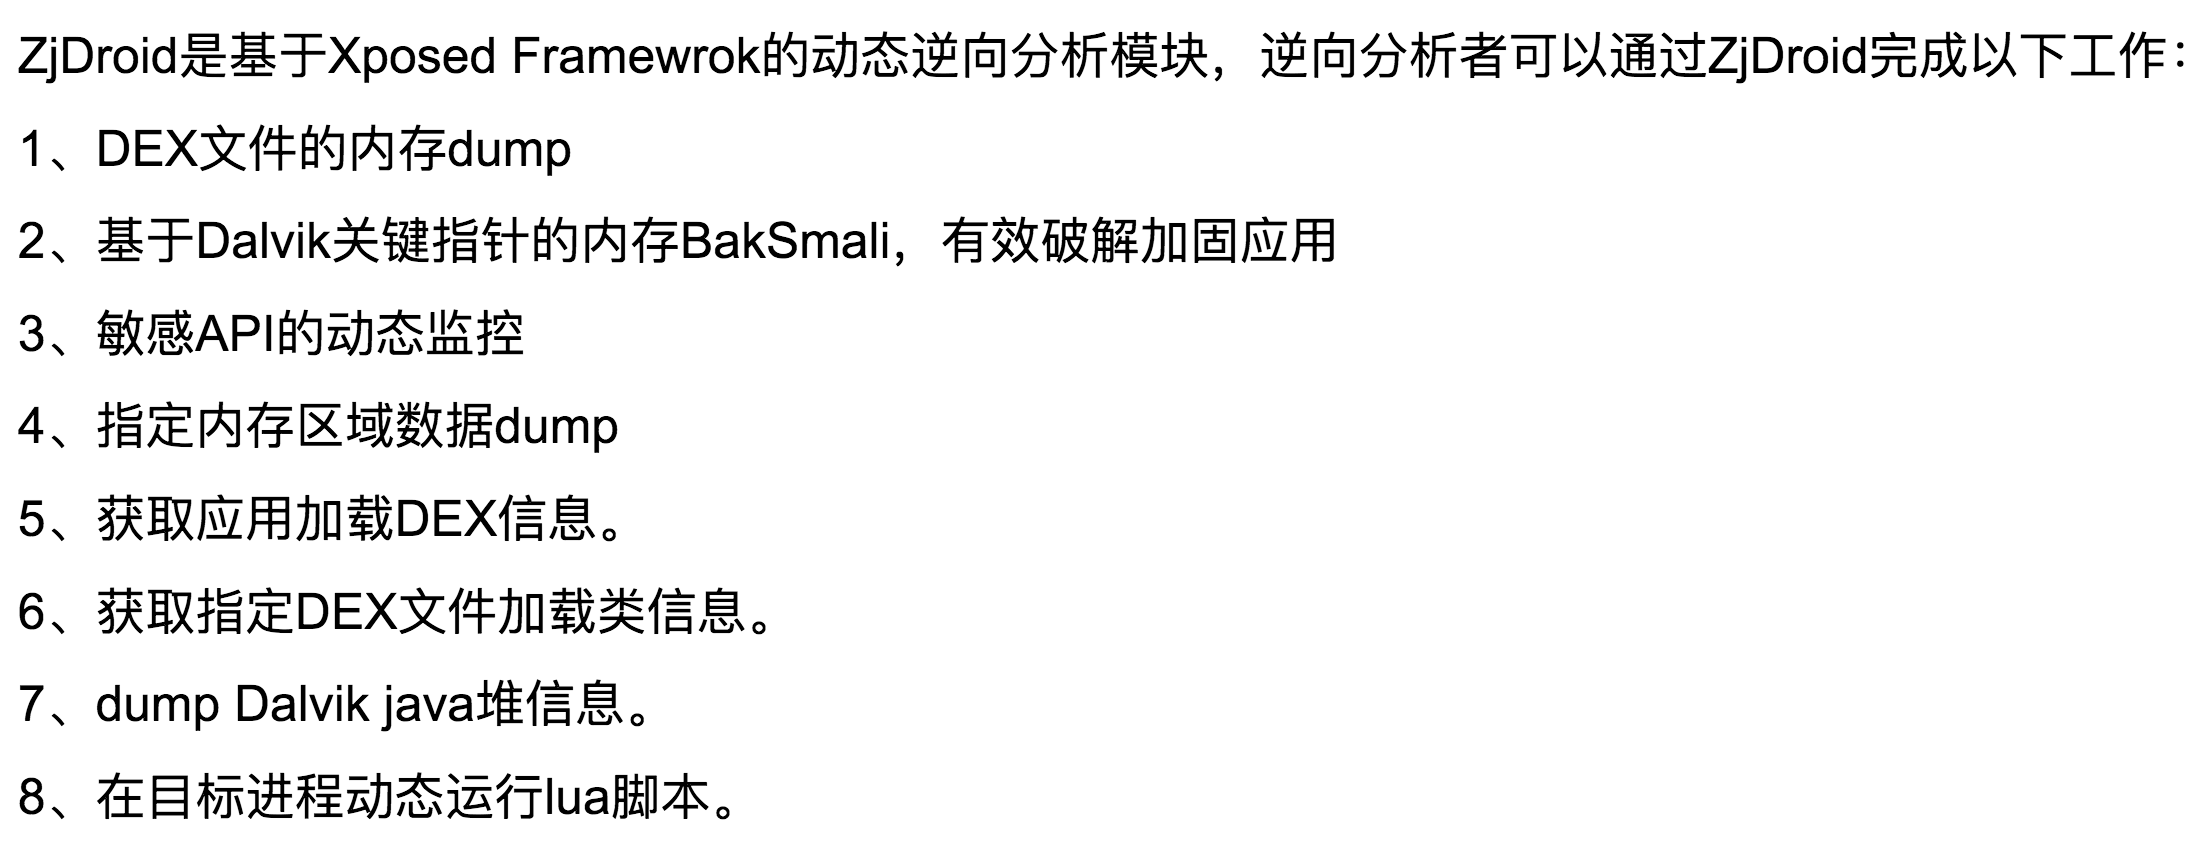 ZjDroid是基于Xposed Framewrok的动态逆向分析模块，逆向分析者可以通过ZjDroid完成以下工作：
1、DEX文件的内存dump
2、基于Dalvik关键指针的内存BakSmali，有效破解加固应用
3、敏感API的动态监控
4、指定内存区域数据dump
5、获取应用加载DEX信息。
6、获取指定DEX文件加载类信息。
7、dump Dalvik java堆信息。
8、在目标进程动态运行lua脚本。